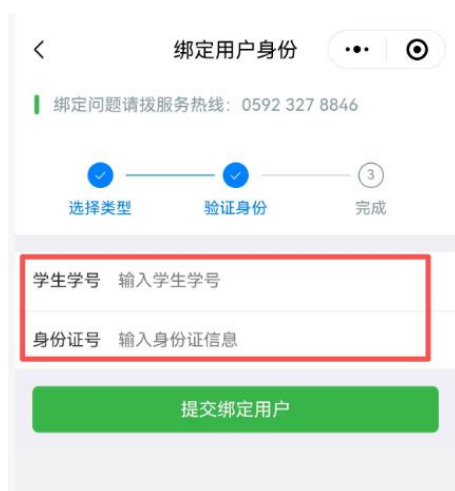 绑定用户身份
绑定问题请拨服务热线：0592 327 8846
3
选择类型 验证身份 完成
学生学号 输入学生学号
身份证号 输入身份证信息
提交绑定用户